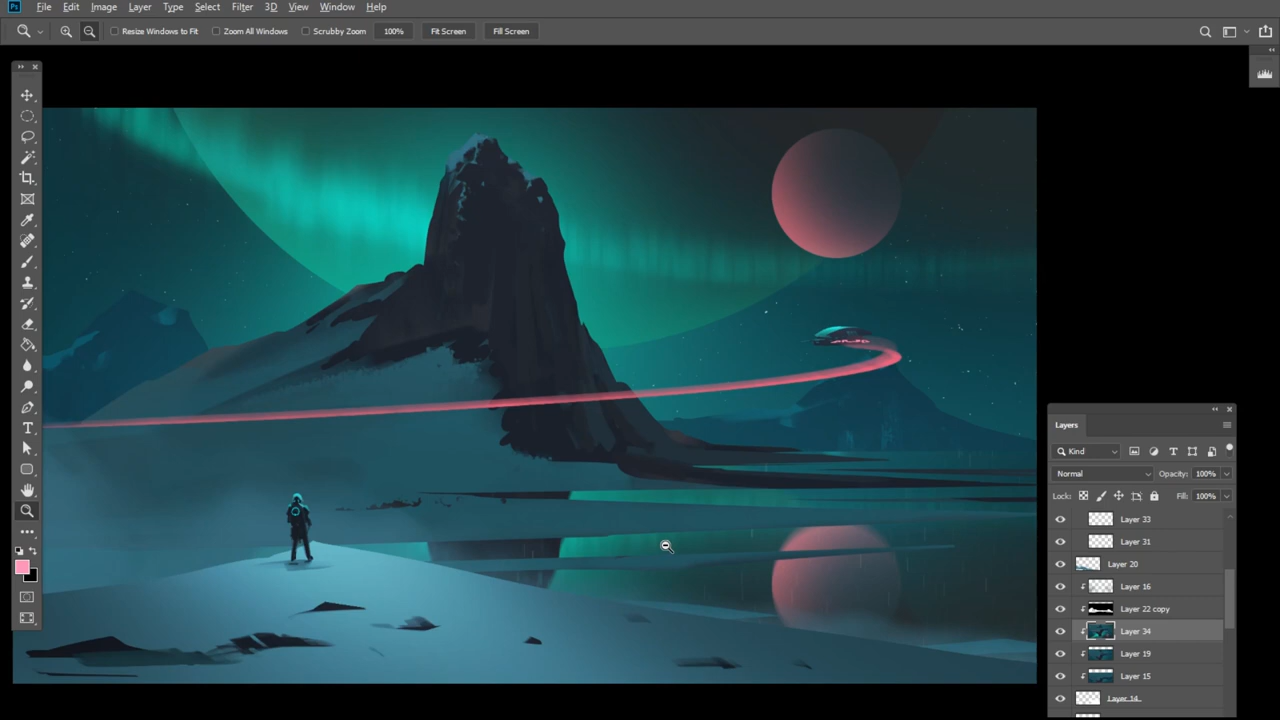 Ps File Edit Image Layer Type Select Filter 3D View Window Help
Resize Windows to Fit Zoom All Windows Scrubby Zoom 100% Fit Screen Fill Screen
Layers
Kind
Normal Opacity: 100%
Lock: Fill: 100%
Layer 33
Layer 31
Layer 20
Layer 16
Layer 22 copy
Layer 34
Layer 19
Layer 15
Layer 14